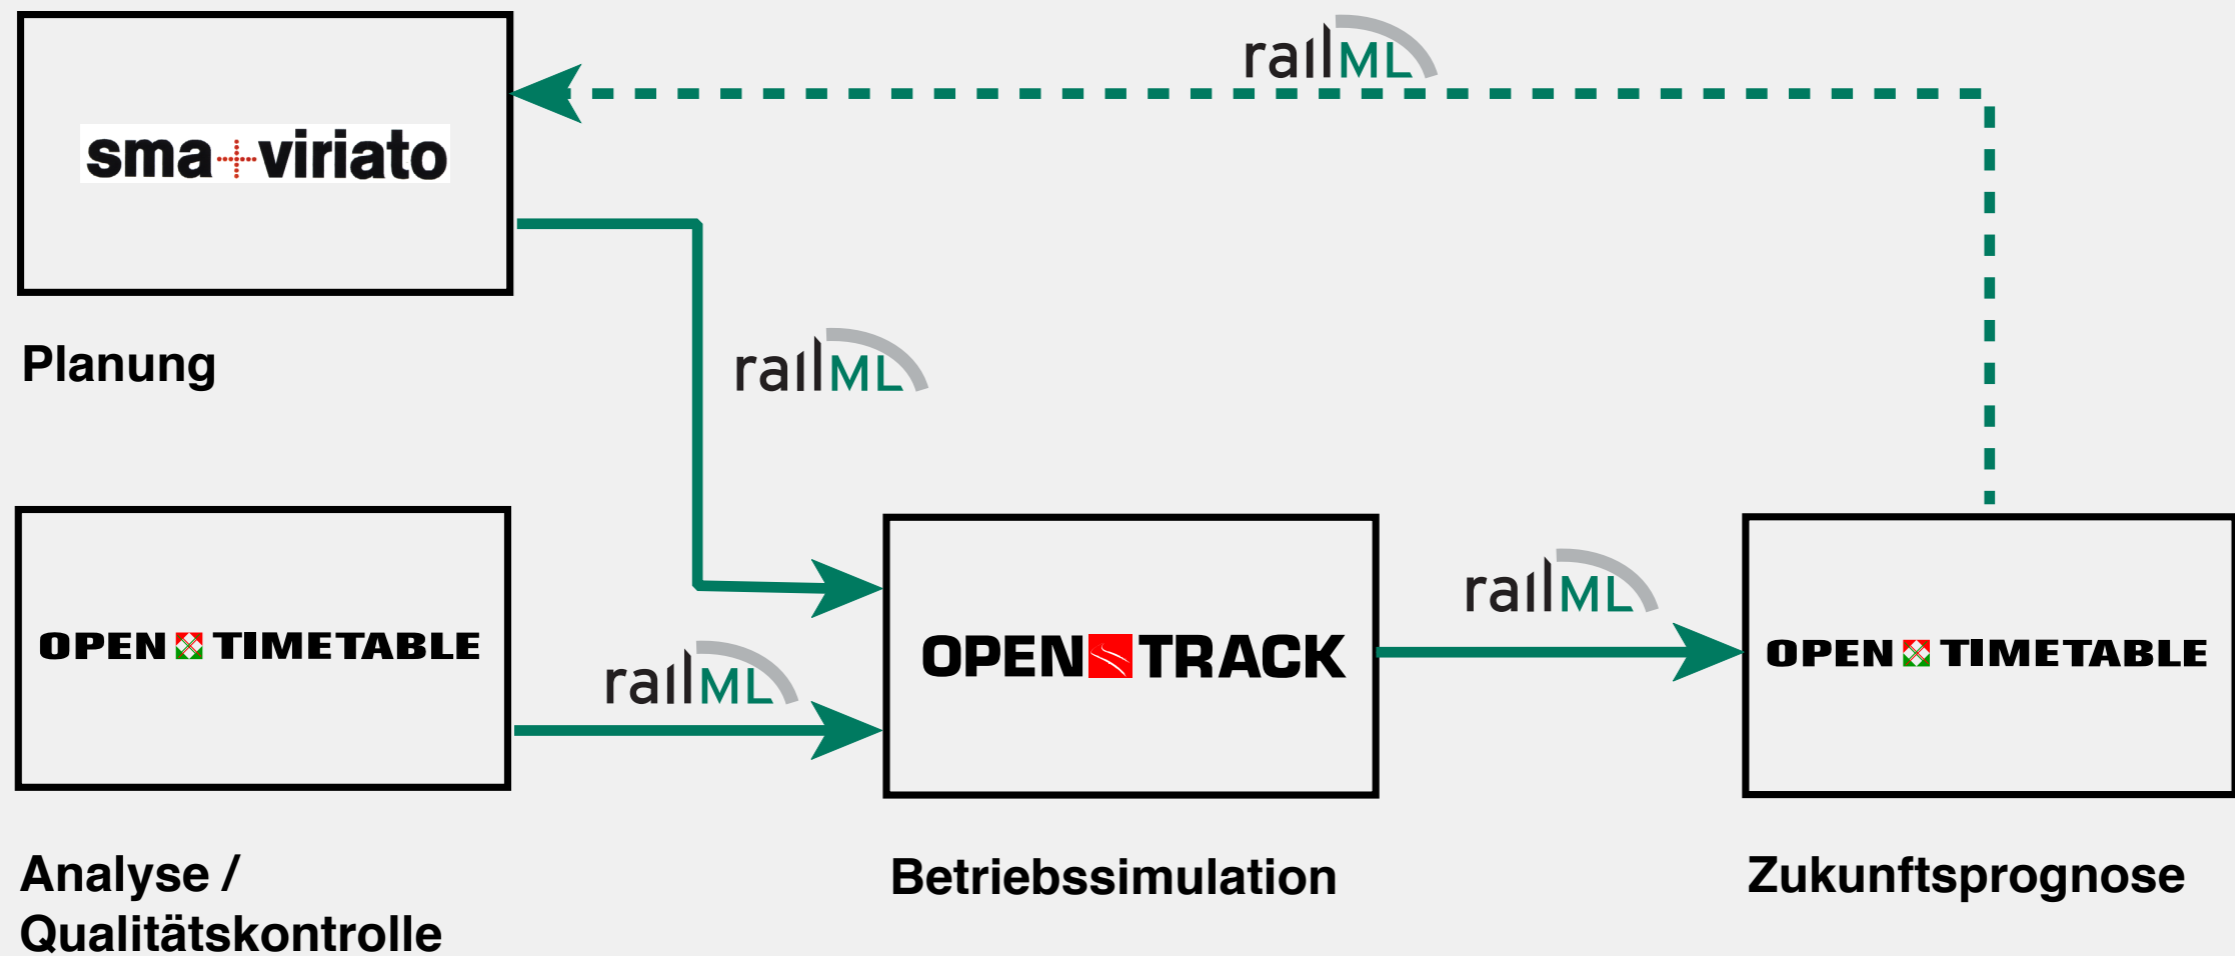 railML
sma+viriato
Planung
railML
OPEN TIMETABLE
railML
OPEN TRACK
railML
OPEN TIMETABLE
Analyse /
Qualitätskontrolle
Betriebssimulation
Zukunftsprognose